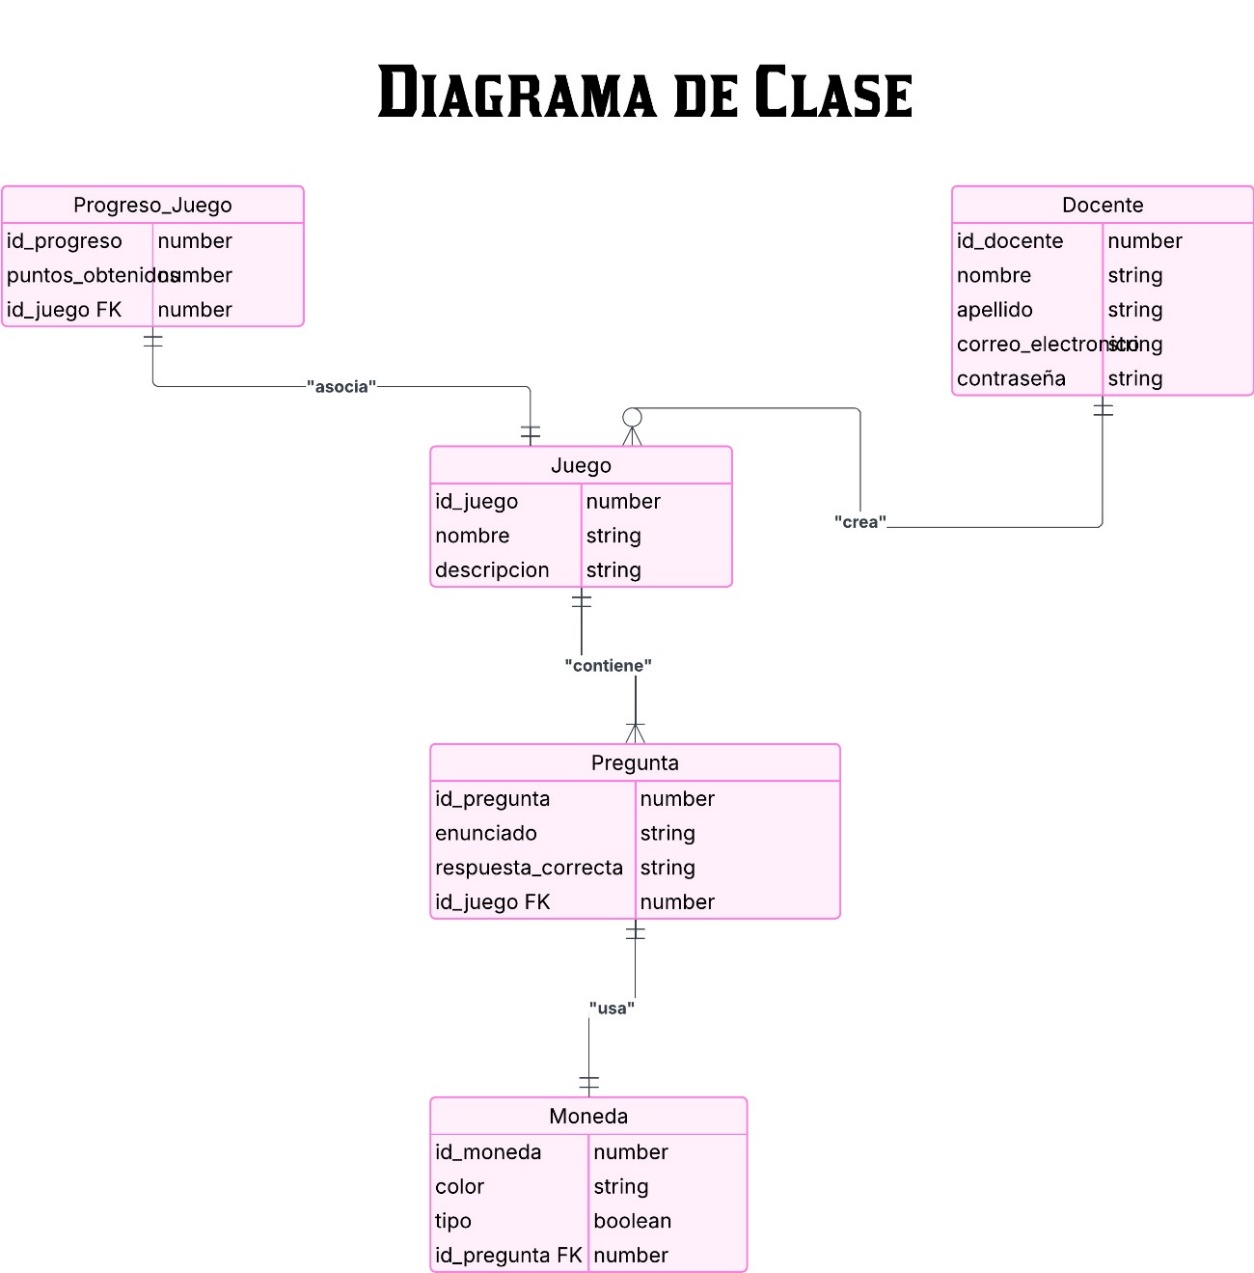 DIAGRAMA DE CLASE
Progreso_Juego
id_progreso number
puntos_obtenidos number
id_juego FK number
Docente
id_docente number
nombre string
apellido string
correo_electronico string
contraseña string
"asocia"
"crea"
Juego
id_juego number
nombre string
descripcion string
"contiene"
Pregunta
id_pregunta number
enunciado string
respuesta_correcta string
id_juego FK number
"usa"
Moneda
id_moneda number
color string
tipo boolean
id_pregunta FK number